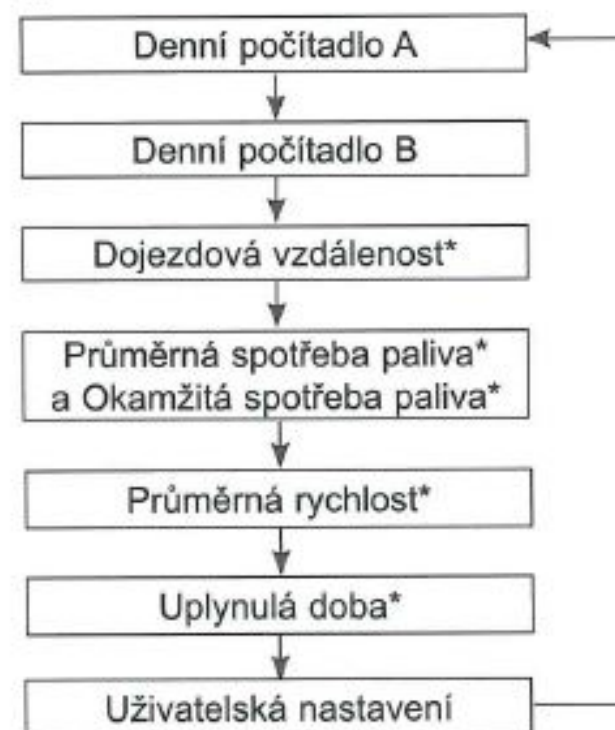 Denní počítadlo A
Denní počítadlo B
Dojezdová vzdálenost*
Průměrná spotřeba paliva*
a Okamžitá spotřeba paliva*
Průměrná rychlost*
Uplynulá doba*
Uživatelská nastavení